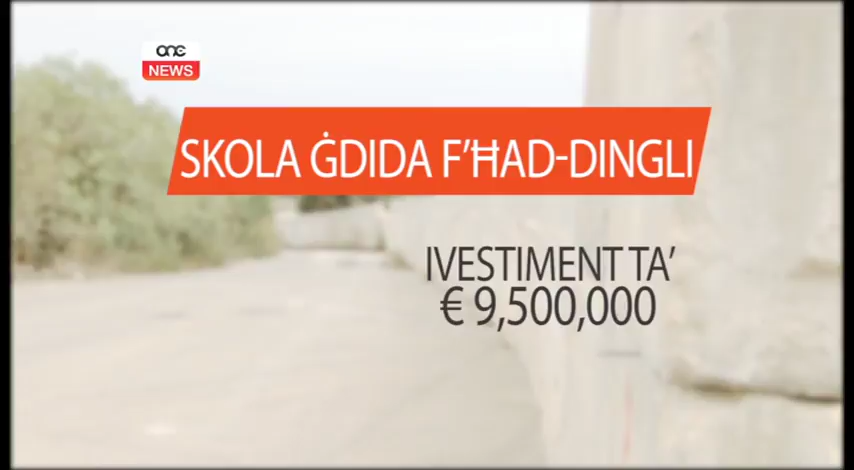 one
NEWS
SKOLA ĠDIDA F'ĦAD-DINGLI
IVESTIMENT TA'
€ 9,500,000